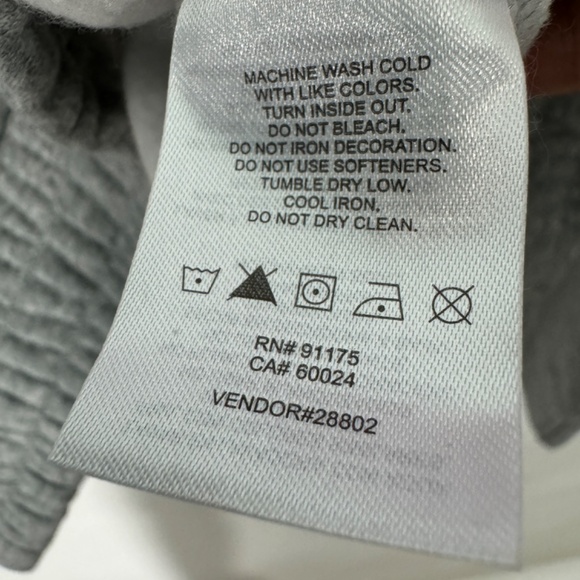 MACHINE WASH COLD
WITH LIKE COLORS.
TURN INSIDE OUT.
DO NOT BLEACH.
DO NOT IRON DECORATION.
DO NOT USE SOFTENERS.
TUMBLE DRY LOW.
COOL IRON.
DO NOT DRY CLEAN.
RN# 91175
CA# 60024
VENDOR#28802